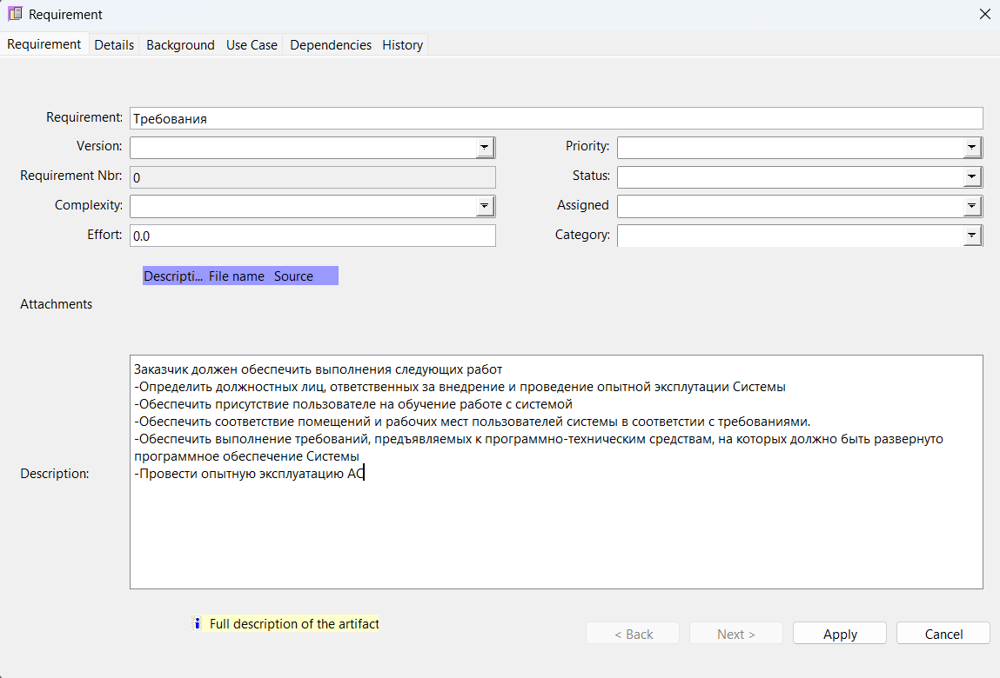 Requirement
Requirement Details Background Use Case Dependencies History
Requirement: Требования
Version: Priority:
Requirement Nbr: 0 Status:
Complexity: Assigned
Effort: 0.0 Category:
Descripti... File name Source
Attachments
Заказчик должен обеспечить выполнения следующих работ
-Определить должностных лиц, ответственных за внедрение и проведение опытной эксплутации Системы
-Обеспечить присутствие пользователе на обучение работе с системой
-Обеспечить соответствие помещений и рабочих мест пользователей системы в соответстии с требованиями.
-Обеспечить выполнение требований, предъявляемых к программно-техническим средствам, на которых должно быть развернуто
программное обеспечение Системы
Description:
-Провести опытную эксплуатацию АС
Full description of the artifact
< Back Next > Apply Cancel